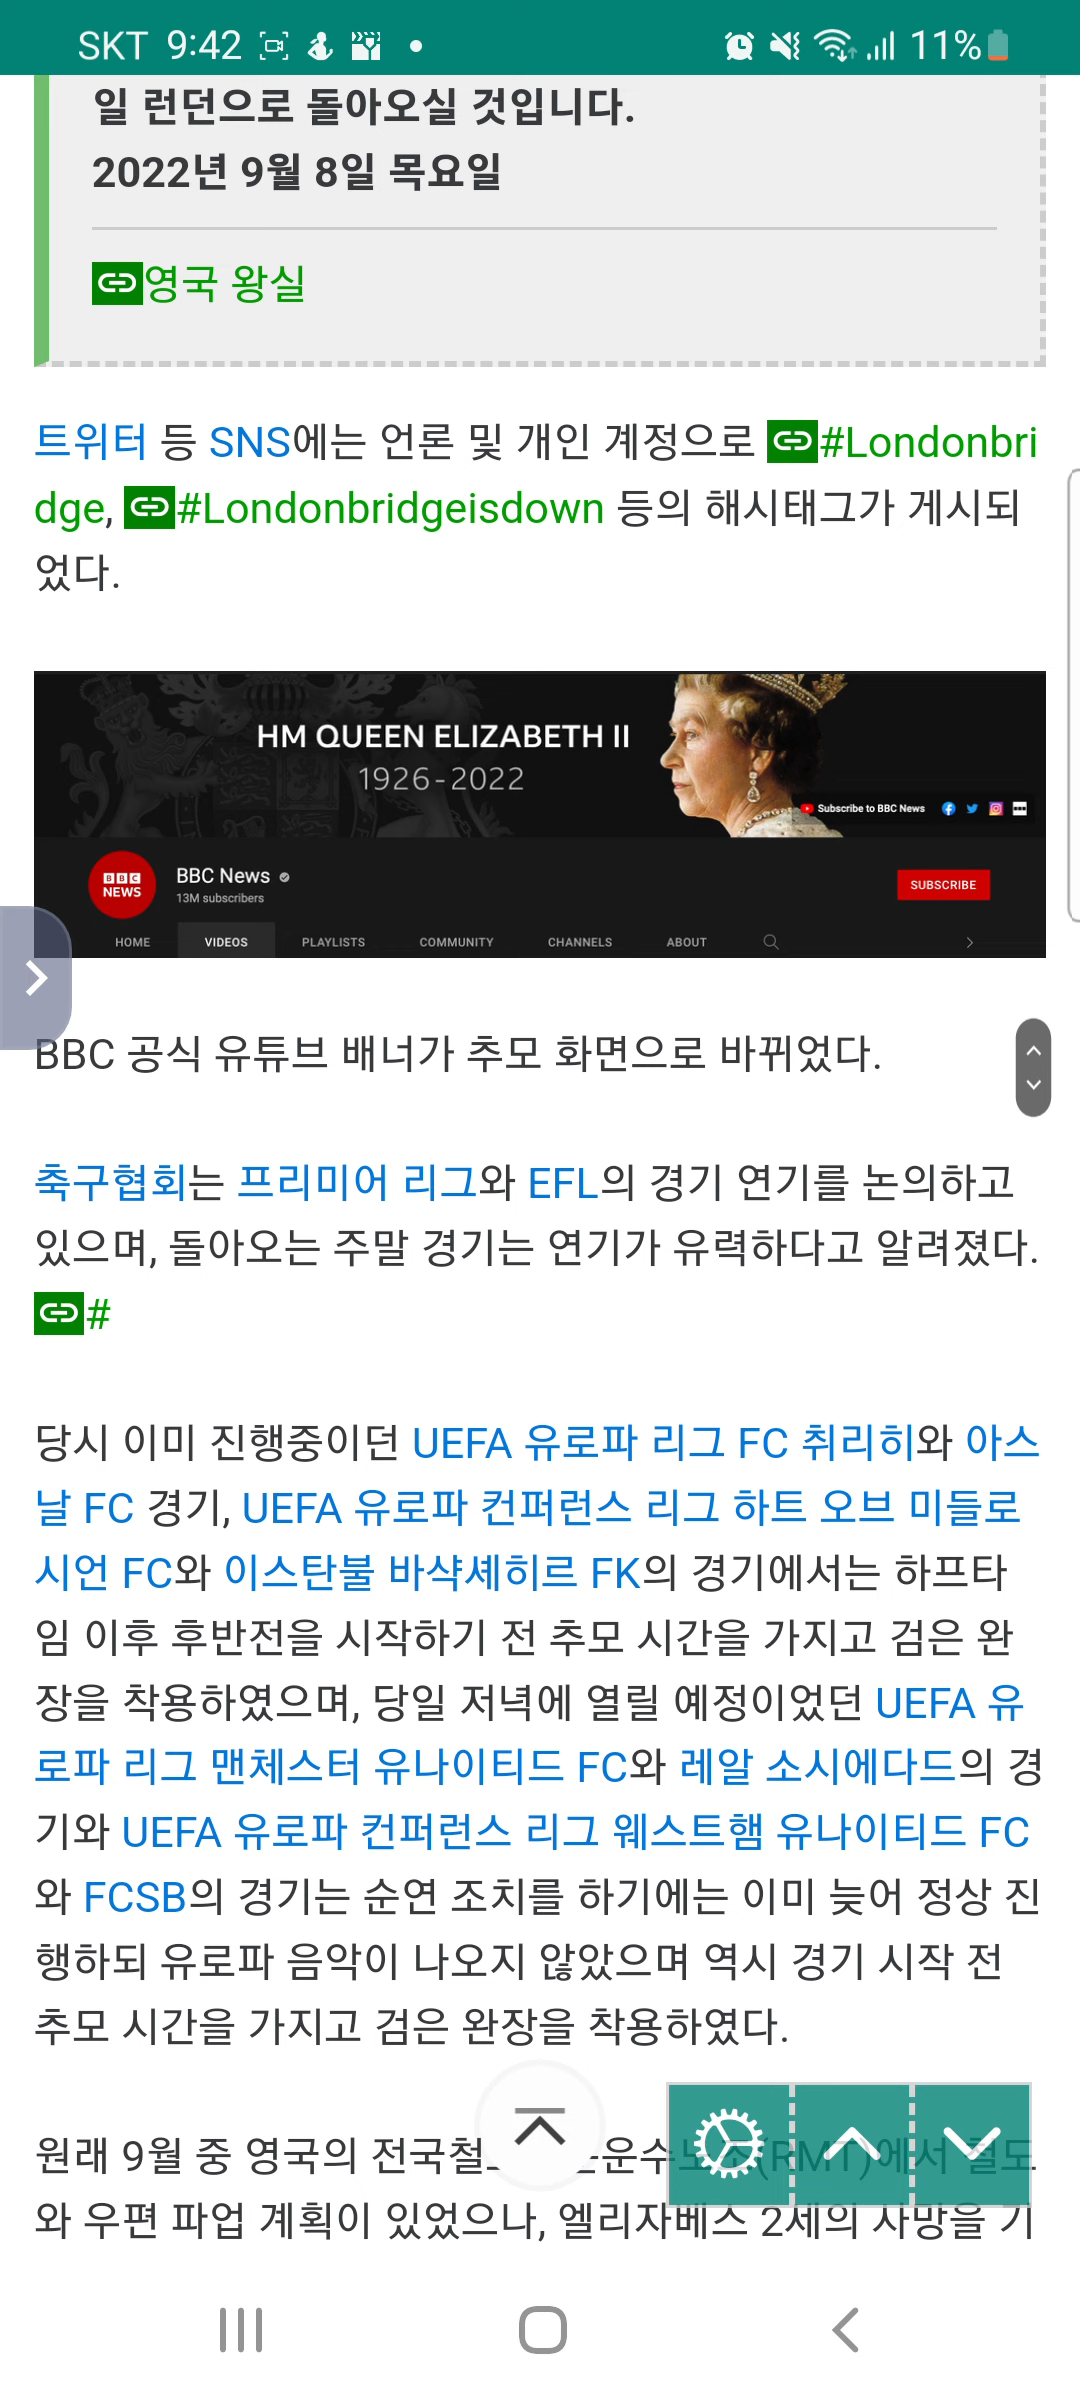 SKT 9:42 11%
일 런던으로 돌아오실 것입니다.
2022년 9월 8일 목요일
영국 왕실
트위터 등 SNS에는 언론 및 개인 계정으로 #Londonbri
dge, #Londonbridgeisdown 등의 해시태그가 게시되
었다.
HM QUEEN ELIZABETH II
1926-2022
Subscribe to BBC News
BBC NEWS
BBC News
13M subscribers
SUBSCRIBE
HOME VIDEOS PLAYLISTS COMMUNITY CHANNELS ABOUT
BBC 공식 유튜브 배너가 추모 화면으로 바뀌었다.
축구협회는 프리미어 리그와 EFL의 경기 연기를 논의하고
있으며, 돌아오는 주말 경기는 연기가 유력하다고 알려졌다.
#
당시 이미 진행중이던 UEFA 유로파 리그 FC 취리히와 아스
날 FC 경기, UEFA 유로파 컨퍼런스 리그 하트 오브 미들로
시언 FC와 이스탄불 바샥셰히르 FK의 경기에서는 하프타
임 이후 후반전을 시작하기 전 추모 시간을 가지고 검은 완
장을 착용하였으며, 당일 저녁에 열릴 예정이었던 UEFA 유
로파 리그 맨체스터 유나이티드 FC와 레알 소시에다드의 경
기와 UEFA 유로파 컨퍼런스 리그 웨스트햄 유나이티드 FC
와 FCSB의 경기는 순연 조치를 하기에는 이미 늦어 정상 진
행하되 유로파 음악이 나오지 않았으며 역시 경기 시작 전
추모 시간을 가지고 검은 완장을 착용하였다.
원래 9월 중 영국의 전국철 운수노조(RMT)에서 철도
와 우편 파업 계획이 있었으나, 엘리자베스 2세의 사망을 기